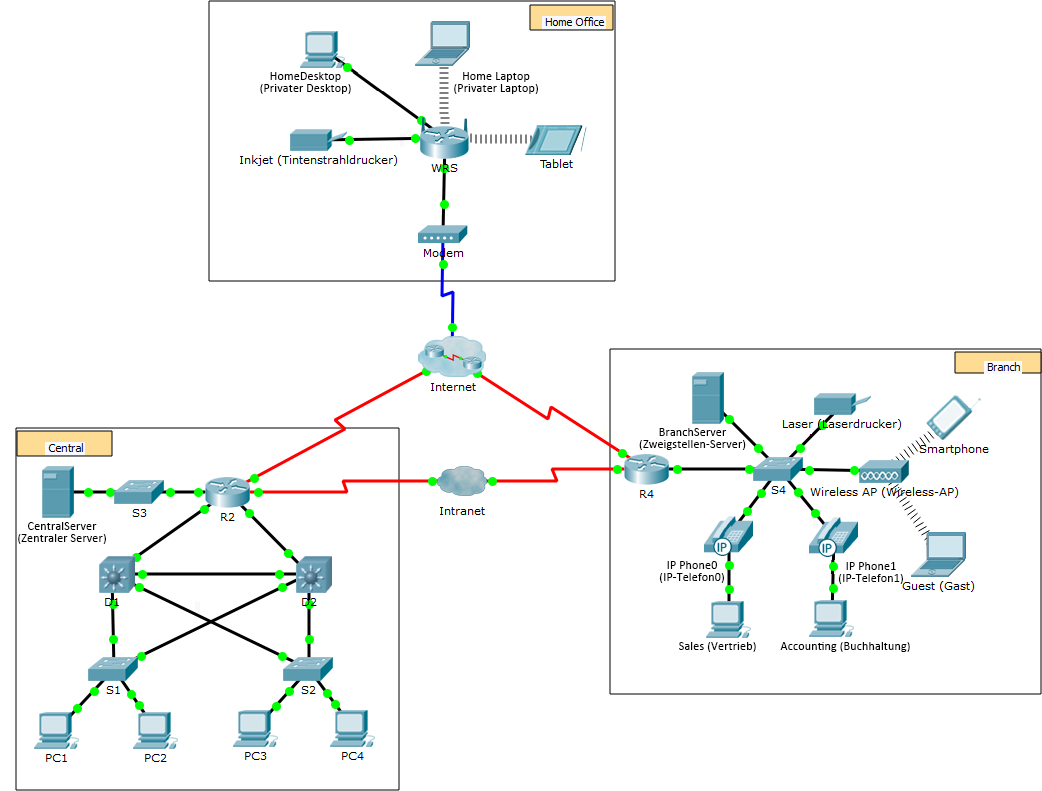 Home Office
HomeDesktop
(Privater Desktop)
Home Laptop
(Privater Laptop)
Inkjet (Tintenstrahldrucker)
WRS
Tablet
Modem
Internet
Branch
BranchServer
(Zweigstellen-Server)
Laser (Laserdrucker)
Smartphone
R4
S4
Wireless AP (Wireless-AP)
IP
IP Phone0
(IP-Telefon0)
IP
IP Phone1
(IP-Telefon1)
Guest (Gast)
Sales (Vertrieb)
Accounting (Buchhaltung)
Intranet
Central
CentralServer
(Zentraler Server)
S3
R2
D1
D2
S1
S2
PC1
PC2
PC3
PC4